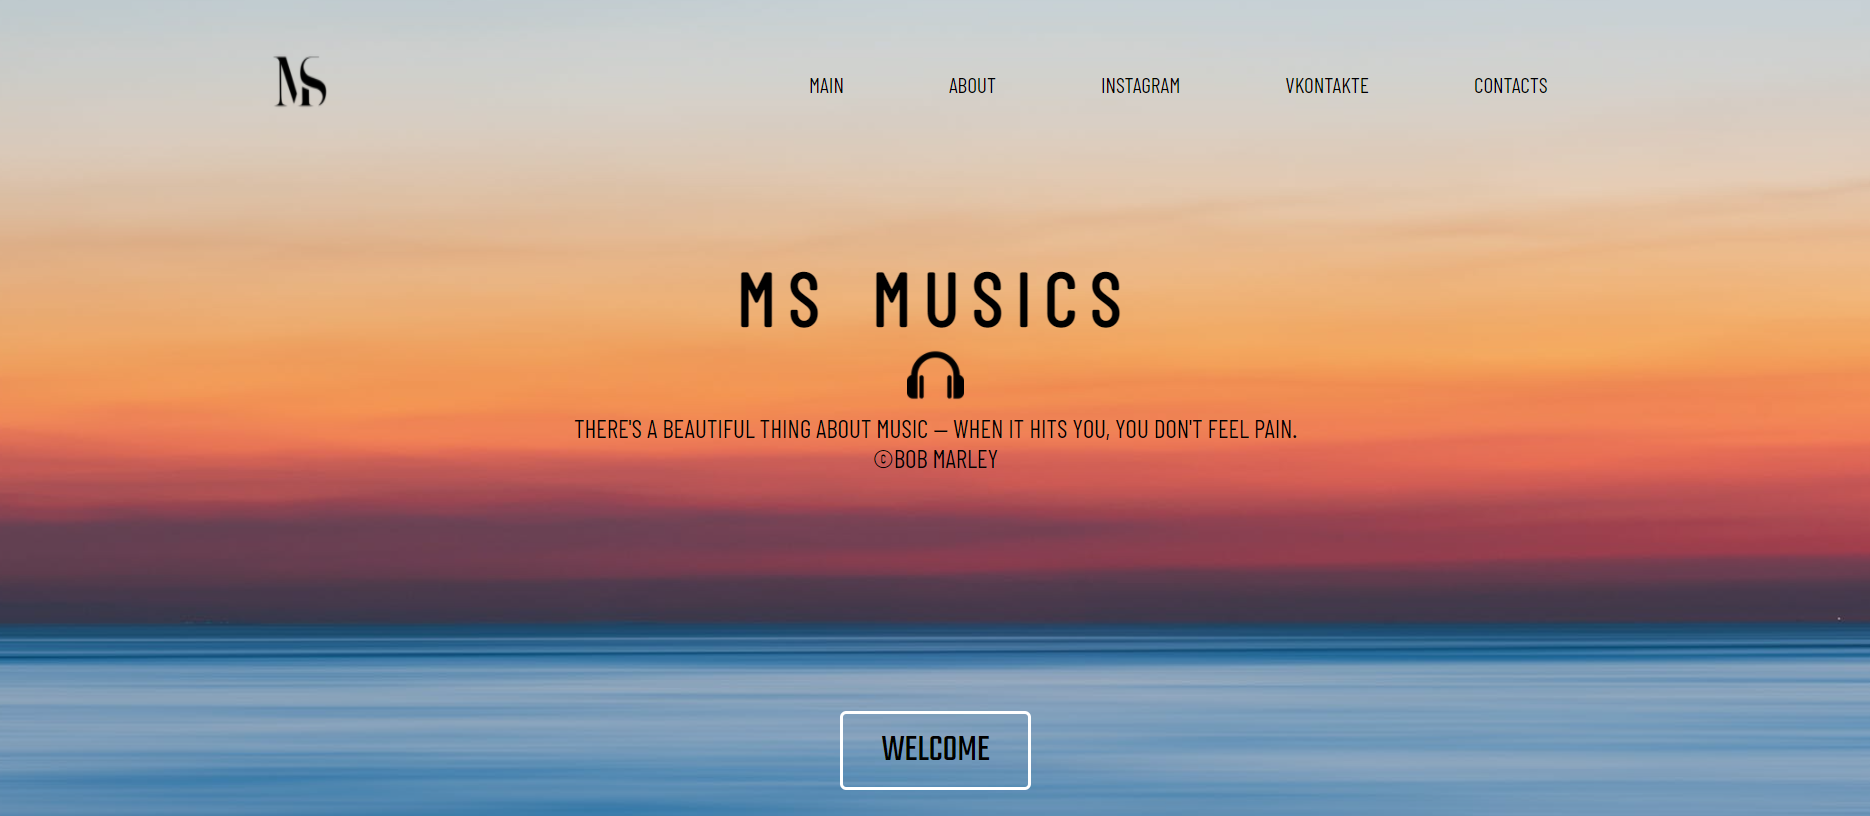 MS
MAIN ABOUT INSTAGRAM VKONTAKTE CONTACTS
MS MUSICS
THERE'S A BEAUTIFUL THING ABOUT MUSIC — WHEN IT HITS YOU, YOU DON'T FEEL PAIN.
©BOB MARLEY
WELCOME